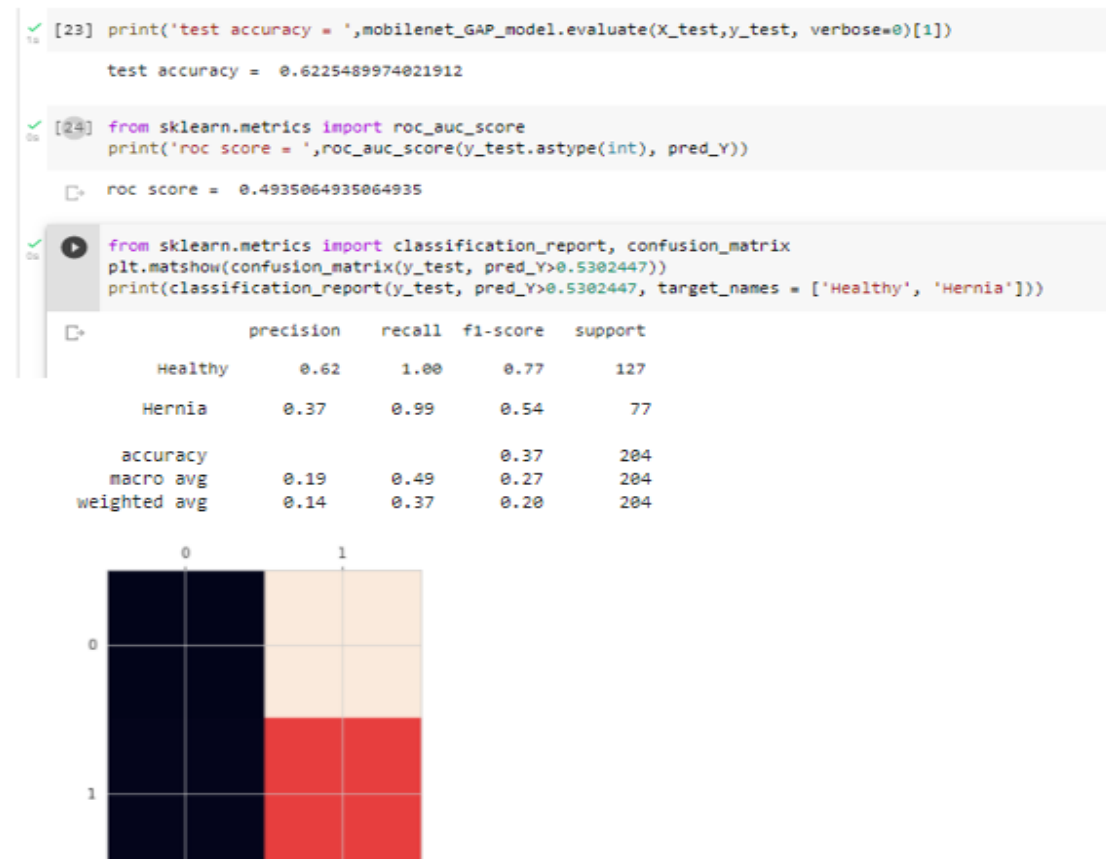 [23] print('test accuracy = ',mobilenet_GAP_model.evaluate(X_test,y_test, verbose=0)[1])
1s
test accuracy =  0.6225489974021912
[24] from sklearn.metrics import roc_auc_score
0s
print('roc score = ',roc_auc_score(y_test.astype(int), pred_Y))
roc score =  0.4935064935064935
from sklearn.metrics import classification_report, confusion_matrix
0s
plt.matshow(confusion_matrix(y_test, pred_Y>0.5302447))
print(classification_report(y_test, pred_Y>0.5302447, target_names = ['Healthy', 'Hernia']))
precision recall f1-score support
Healthy 0.62 1.00 0.77 127
Hernia 0.37 0.99 0.54 77
accuracy 0.37 204
macro avg 0.19 0.49 0.27 204
weighted avg 0.14 0.37 0.20 204
0 1
0
1